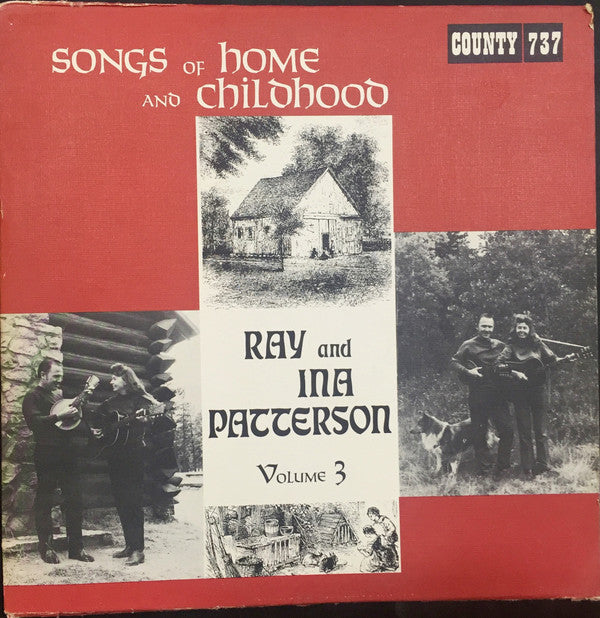 COUNTY 737
SONGS OF HOME
AND CHILDHOOD
RAY and
INA
PATTERSON
VOLUME 3